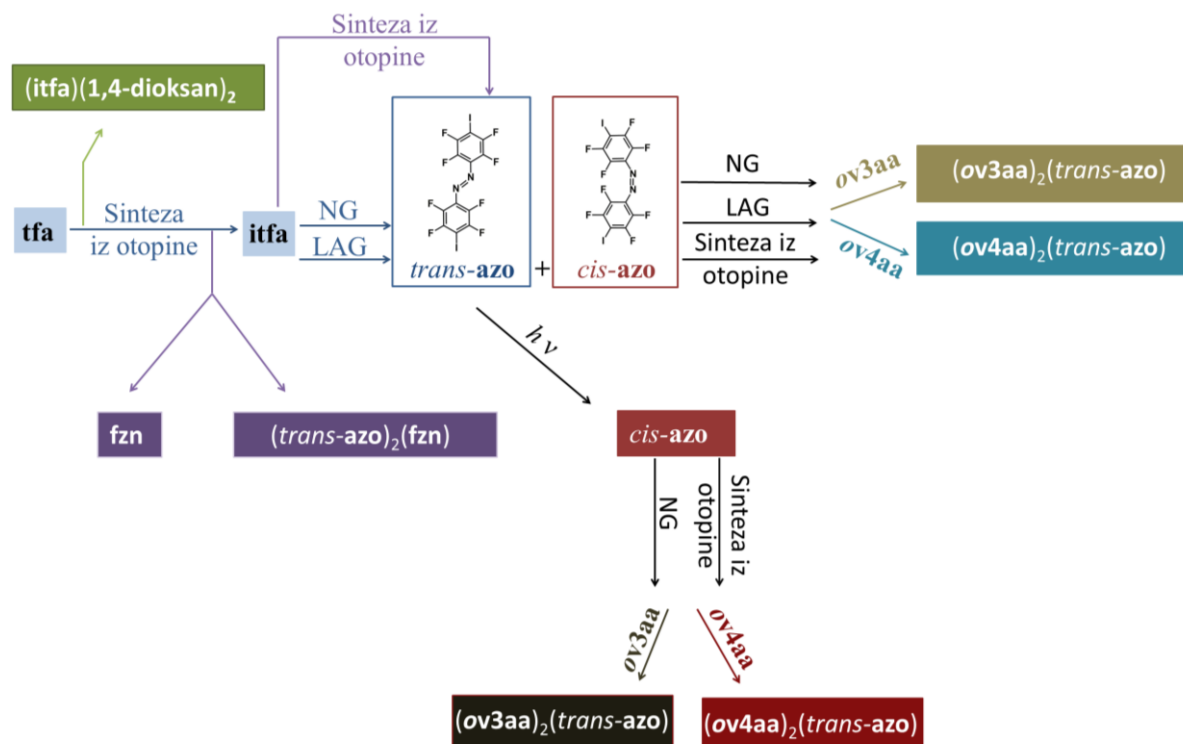 Sinteza iz
otopine
(itfa)(1,4-dioksan)₂
tfa
Sinteza
iz otopine
itfa
NG
LAG
I
F
F
F
F
N
N
F
F
F
F
I
trans-azo
+
I
F
F
F
F
N
N
F
F
F
I
F
cis-azo
NG
LAG
Sinteza iz
otopine
ov3aa
ov4aa
(ov3aa)₂(trans-azo)
(ov4aa)₂(trans-azo)
h ν
fzn
(trans-azo)₂(fzn)
cis-azo
NG
Sinteza iz
otopine
ov3aa
ov4aa
(ov3aa)₂(trans-azo)
(ov4aa)₂(trans-azo)